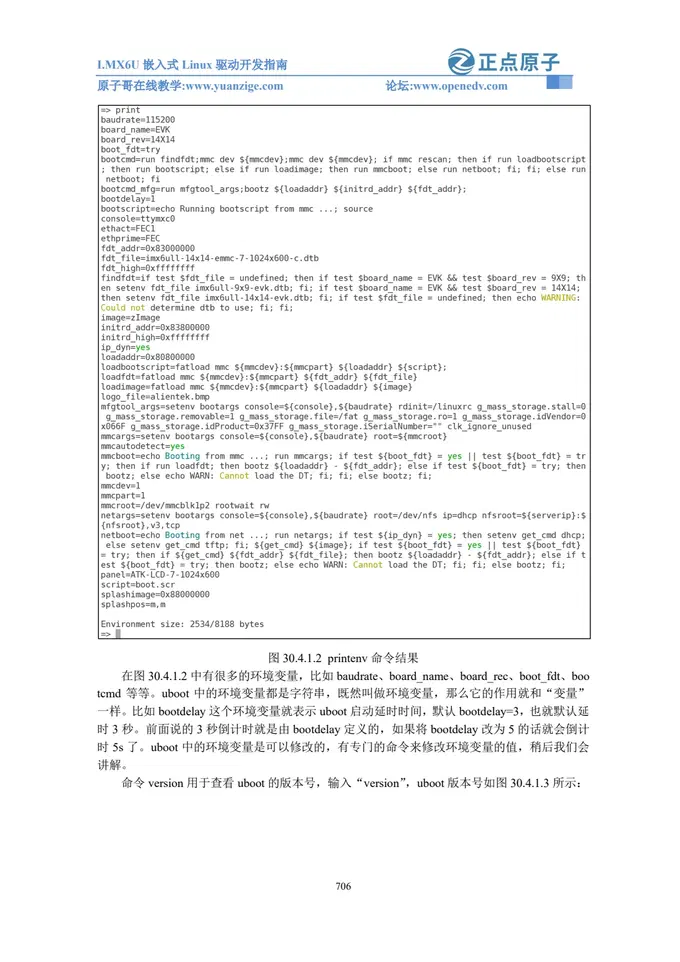 I.MX6U 嵌入式 Linux 驱动开发指南
正点原子
原子哥在线教学:www.yuanzige.com
论坛:www.openedv.com
=> print
baudrate=115200
board_name=EVK
board_rev=14X14
boot_fdt=try
bootcmd=run findfdt;mmc dev ${mmcdev};mmc dev ${mmcdev}; if mmc rescan; then if run loadbootscript
; then run bootscript; else if run loadimage; then run mmcboot; else run netboot; fi; fi; else run
netboot; fi
bootcmd_mfg=run mfgtool_args;bootz ${loadaddr} ${initrd_addr} ${fdt_addr};
bootdelay=1
bootscript=echo Running bootscript from mmc ...; source
console=ttymxc0
ethact=FEC1
ethprime=FEC
fdt_addr=0x83000000
fdt_file=imx6ull-14x14-emmc-7-1024x600-c.dtb
fdt_high=0xffffffff
findfdt=if test $fdt_file = undefined; then if test $board_name = EVK && test $board_rev = 9X9; th
en setenv fdt_file imx6ull-9x9-evk.dtb; fi; if test $board_name = EVK && test $board_rev = 14X14;
then setenv fdt_file imx6ull-14x14-evk.dtb; fi; if test $fdt_file = undefined; then echo WARNING:
Could not determine dtb to use; fi; fi;
image=zImage
initrd_addr=0x83800000
initrd_high=0xffffffff
ip_dyn=yes
loadaddr=0x80800000
loadbootscript=fatload mmc ${mmcdev}:${mmcpart} ${loadaddr} ${script};
loadfdt=fatload mmc ${mmcdev}:${mmcpart} ${fdt_addr} ${fdt_file}
loadimage=fatload mmc ${mmcdev}:${mmcpart} ${loadaddr} ${image}
logo_file=alientek.bmp
mfgtool_args=setenv bootargs console=${console},${baudrate} rdinit=/linuxrc g_mass_storage.stall=0
g_mass_storage.removable=1 g_mass_storage.file=/fat g_mass_storage.ro=1 g_mass_storage.idVendor=0
x066F g_mass_storage.idProduct=0x37FF g_mass_storage.iSerialNumber="" clk_ignore_unused
mmcargs=setenv bootargs console=${console},${baudrate} root=${mmcroot}
mmcautodetect=yes
mmcboot=echo Booting from mmc ...; run mmcargs; if test ${boot_fdt} = yes || test ${boot_fdt} = tr
y; then if run loadfdt; then bootz ${loadaddr} - ${fdt_addr}; else if test ${boot_fdt} = try; then
bootz; else echo WARN: Cannot load the DT; fi; fi; else bootz; fi;
mmcdev=1
mmcpart=1
mmcroot=/dev/mmcblk1p2 rootwait rw
netargs=setenv bootargs console=${console},${baudrate} root=/dev/nfs ip=dhcp nfsroot=${serverip}:$
{nfsroot},v3,tcp
netboot=echo Booting from net ...; run netargs; if test ${ip_dyn} = yes; then setenv get_cmd dhcp;
else setenv get_cmd tftp; fi; ${get_cmd} ${image}; if test ${boot_fdt} = yes || test ${boot_fdt}
= try; then if ${get_cmd} ${fdt_addr} ${fdt_file}; then bootz ${loadaddr} - ${fdt_addr}; else if t
est ${boot_fdt} = try; then bootz; else echo WARN: Cannot load the DT; fi; fi; else bootz; fi;
panel=ATK-LCD-7-1024x600
script=boot.scr
splashimage=0x88000000
splashpos=m,m
Environment size: 2534/8188 bytes
=>
图 30.4.1.2 printenv 命令结果
在图 30.4.1.2 中有很多的环境变量，比如 baudrate、board_name、board_rec、boot_fdt、boo
tcmd 等等。uboot 中的环境变量都是字符串，既然叫做环境变量，那么它的作用就和“变量”
一样。比如 bootdelay 这个环境变量就表示 uboot 启动延时时间，默认 bootdelay=3，也就默认延
时 3 秒。前面说的 3 秒倒计时就是由 bootdelay 定义的，如果将 bootdelay 改为 5 的话就会倒计
时 5s 了。uboot 中的环境变量是可以修改的，有专门的命令来修改环境变量的值，稍后我们会
讲解。
命令 version 用于查看 uboot 的版本号，输入“version”，uboot 版本号如图 30.4.1.3 所示：
706